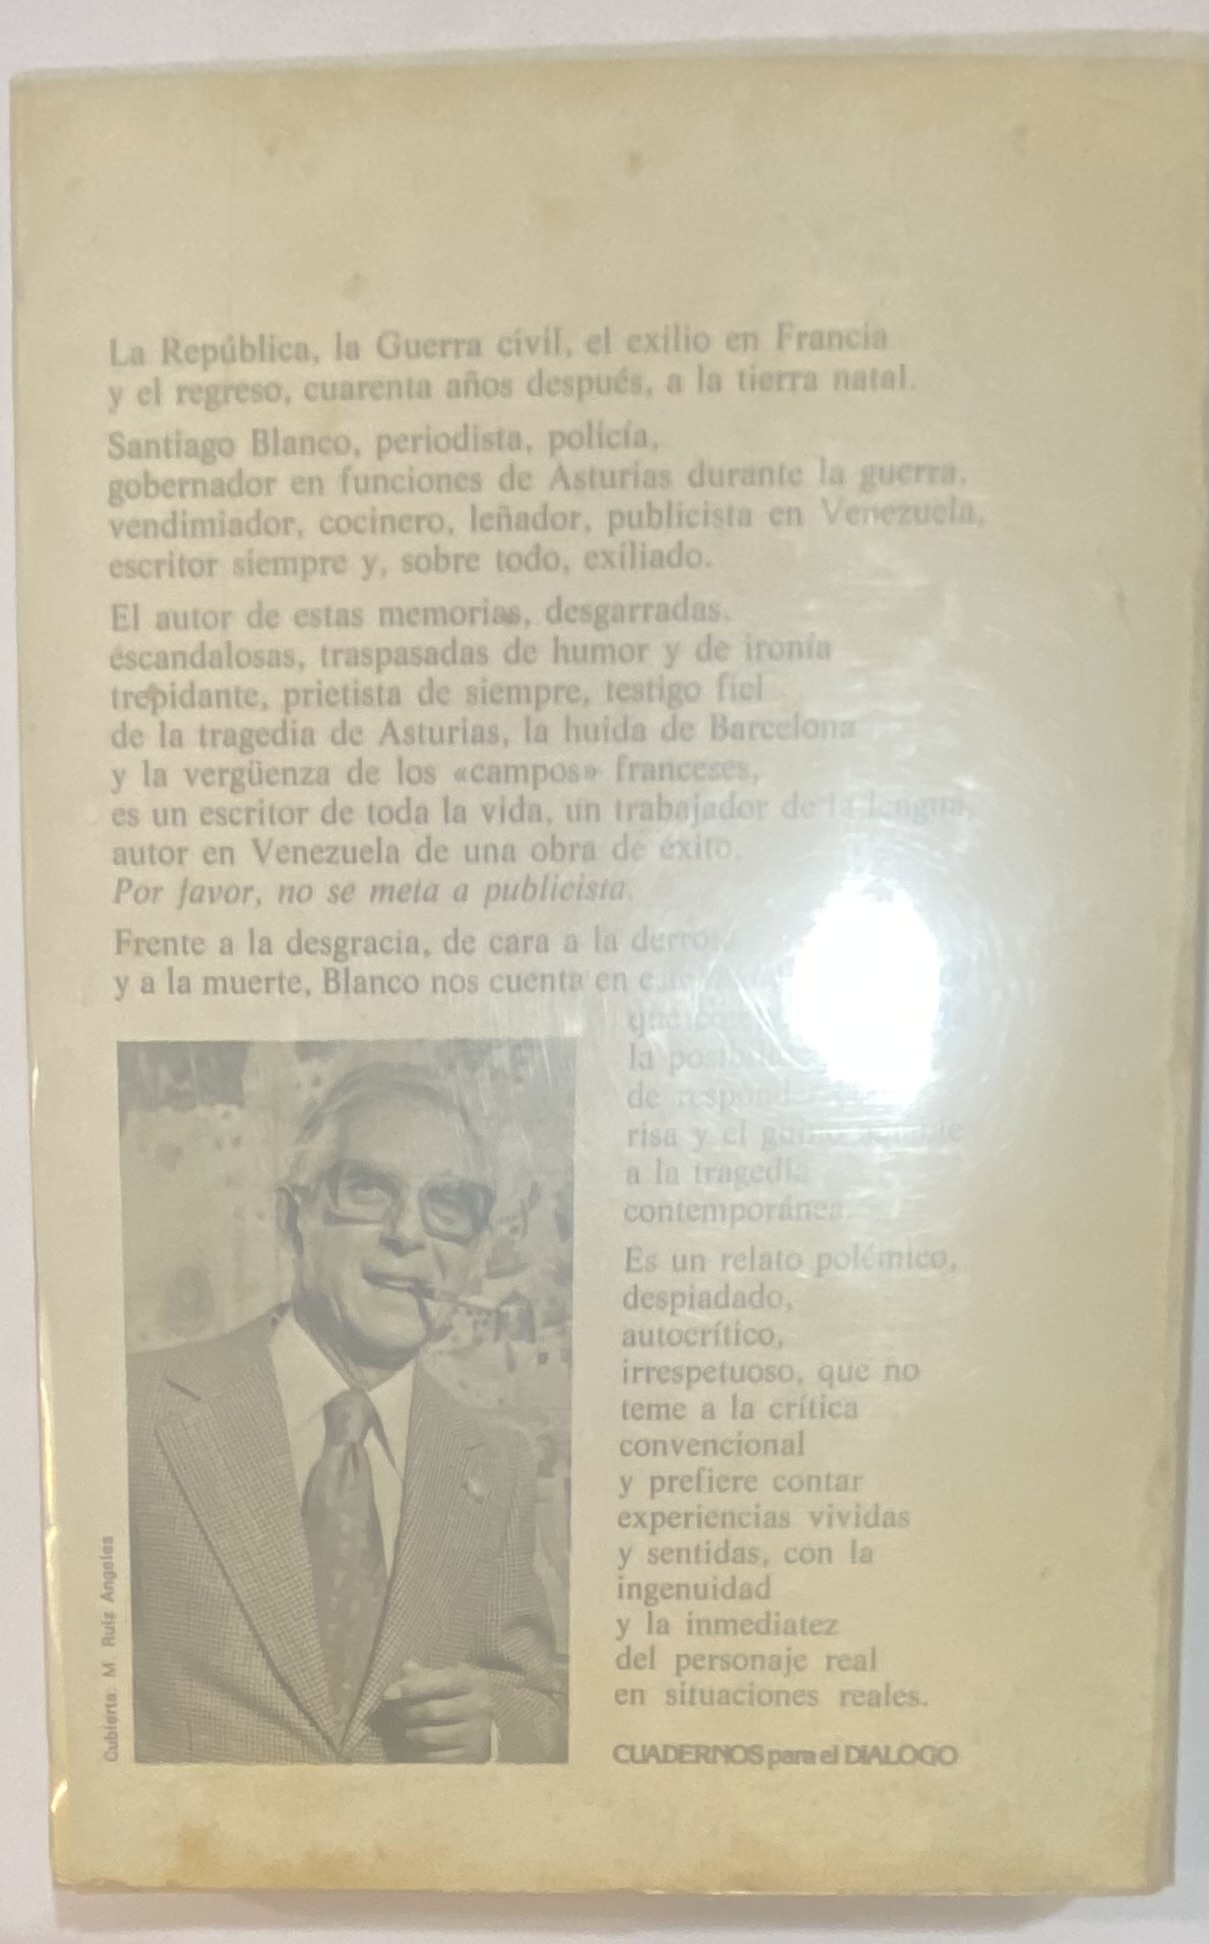 La República, la Guerra civil, el exilio en Francia
y el regreso, cuarenta años después, a la tierra natal.
Santiago Blanco, periodista, policía,
gobernador en funciones de Asturias durante la guerra,
vendimiador, cocinero, leñador, publicista en Venezuela,
escritor siempre y, sobre todo, exiliado.
El autor de estas memorias, desgarradas,
escandalosas, traspasadas de humor y de ironía
trepidante, prietista de siempre, testigo fiel
de la tragedia de Asturias, la huida de Barcelona
y la vergüenza de los «campos» franceses,
es un escritor de toda la vida, un trabajador de la lengua,
autor en Venezuela de una obra de éxito,
Por favor, no se meta a publicista.
Frente a la desgracia, de cara a la derrota
y a la muerte, Blanco nos cuenta en
que
la
de
risa y el
a la tragedia
contemporánea.
Es un relato polémico,
despiadado,
autocrítico,
irrespetuoso, que no
teme a la crítica
convencional
y prefiere contar
experiencias vividas
y sentidas, con la
ingenuidad
y la inmediatez
del personaje real
en situaciones reales.
CUADERNOS para el DIALOGO
Cubierta: M. Ruiz Angeles